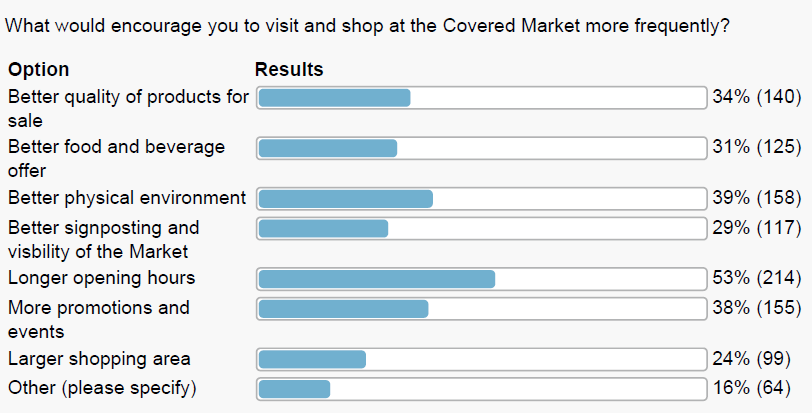 What would encourage you to visit and shop at the Covered Market more frequently?
Option Results
Better quality of products for 34% (140)
sale
Better food and beverage 31% (125)
offer
Better physical environment 39% (158)
Better signposting and 29% (117)
visbility of the Market
Longer opening hours 53% (214)
More promotions and 38% (155)
events
Larger shopping area 24% (99)
Other (please specify) 16% (64)